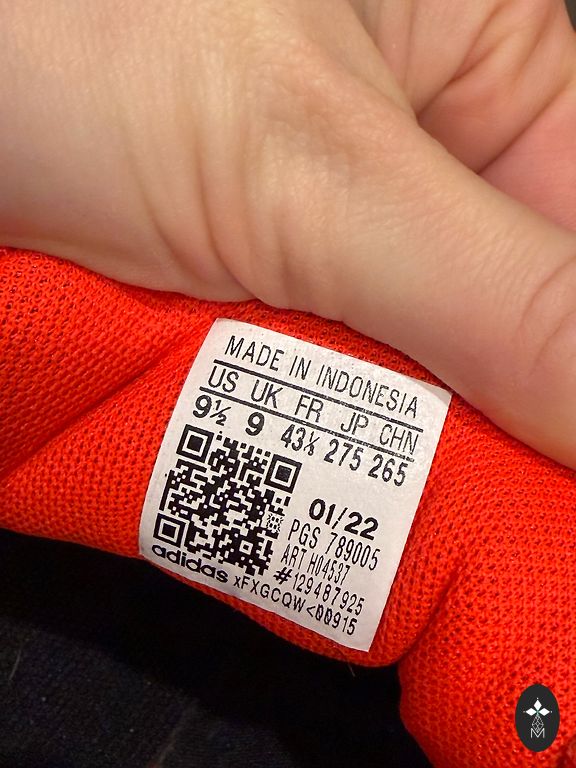 MADE IN INDONESIA
US UK FR JP CHN
9½ 9 43⅓ 275 265
01/22
PGS 789005
ART H04537
#129487925
adidas xFXGCQW<00915
M